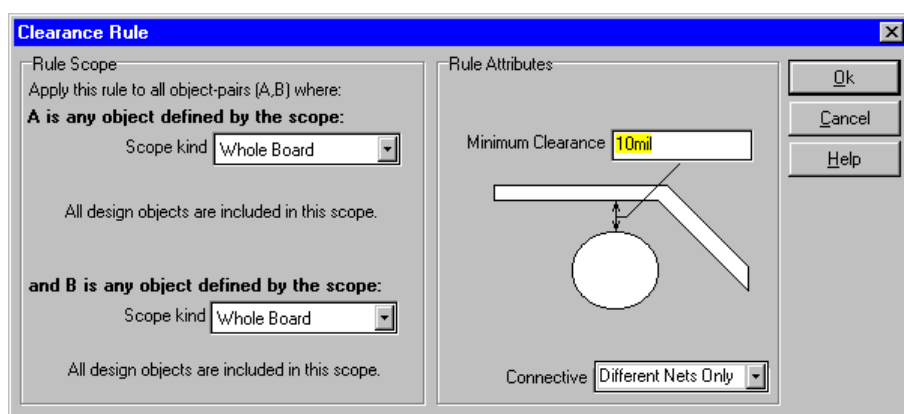 Clearance Rule
Rule Scope
Apply this rule to all object-pairs (A,B) where:
A is any object defined by the scope:
Scope kind Whole Board
All design objects are included in this scope.
and B is any object defined by the scope:
Scope kind Whole Board
All design objects are included in this scope.
Rule Attributes
Minimum Clearance 10mil
Connective Different Nets Only
Ok
Cancel
Help